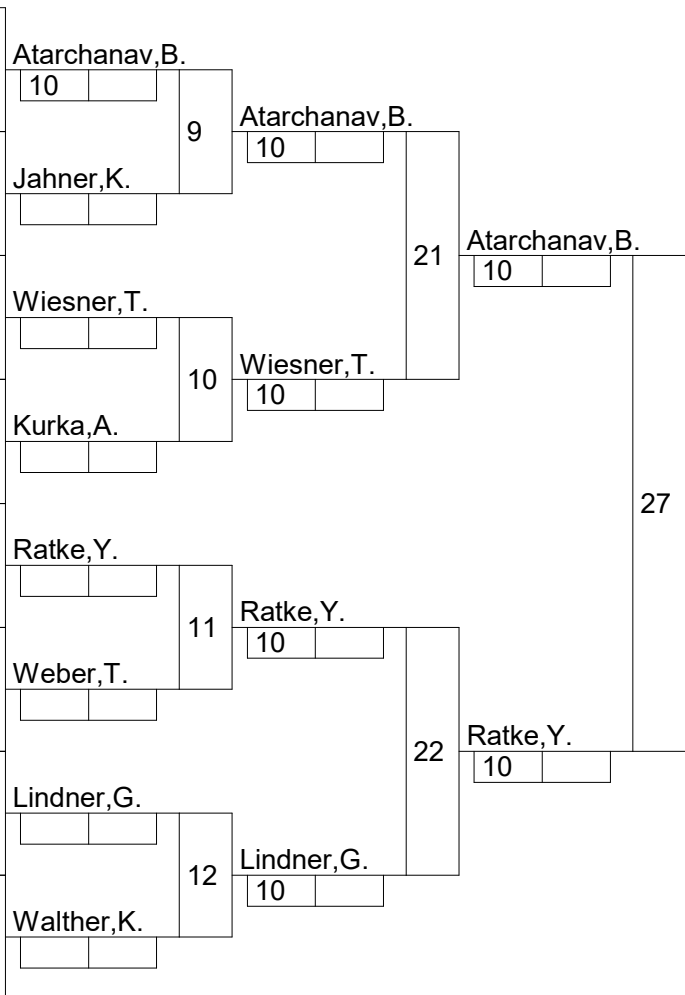 Atarchanav,B.
10
9
Atarchanav,B.
10
Jahner,K.
21
Atarchanav,B.
10
Wiesner,T.
10
Wiesner,T.
10
Kurka,A.
27
Ratke,Y.
11
Ratke,Y.
10
Weber,T.
22
Ratke,Y.
10
Lindner,G.
12
Lindner,G.
10
Walther,K.